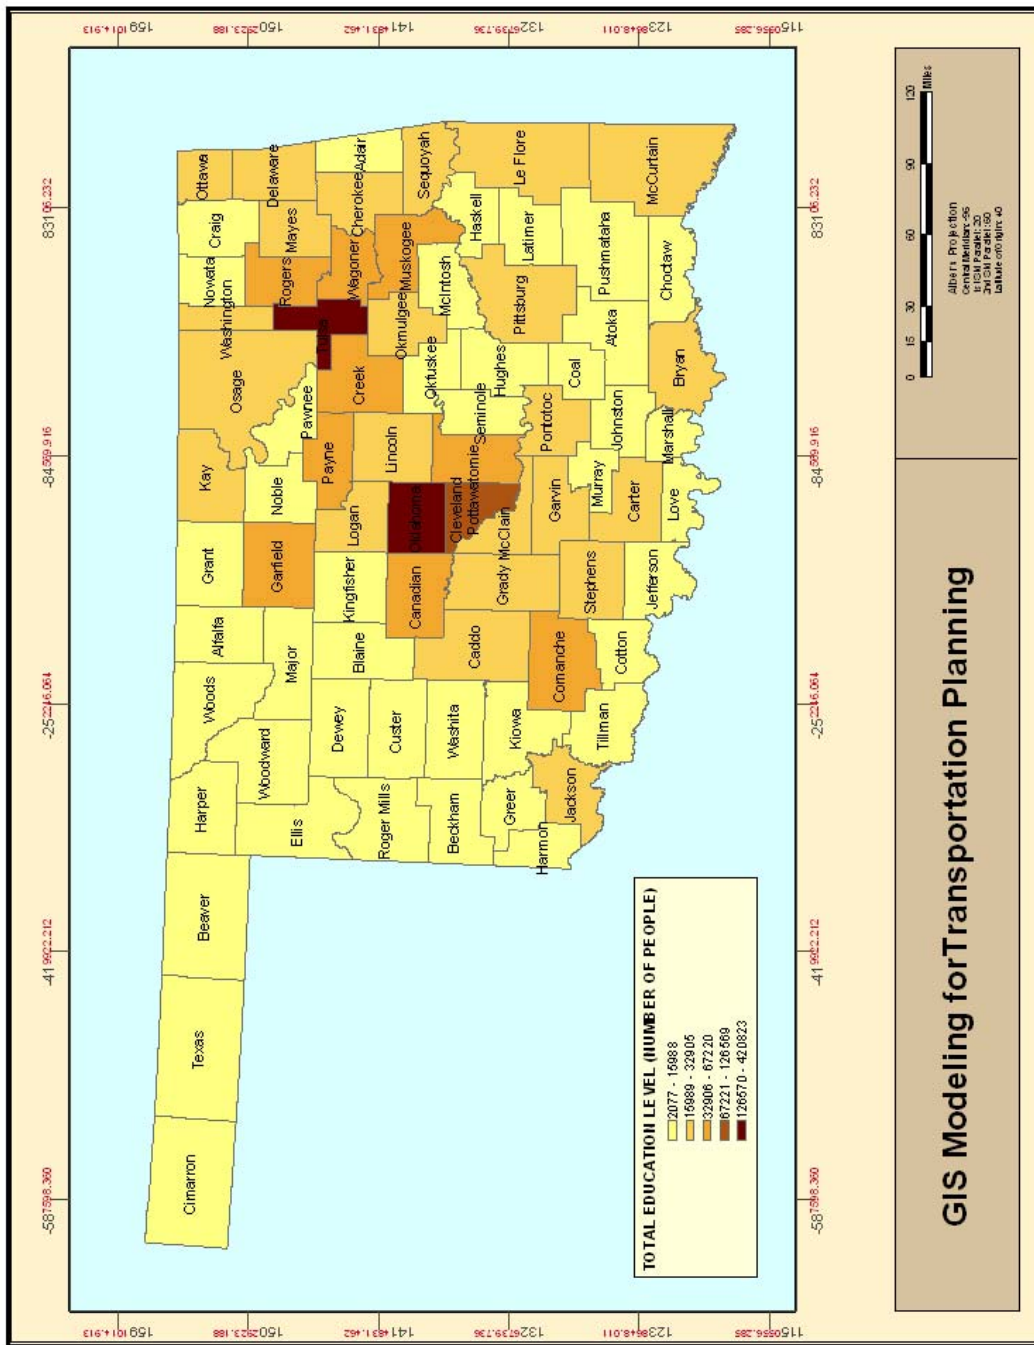 GIS Modeling for Transportation Planning
TOTAL EDUCATION LEVEL (NUMBER OF PEOPLE)
2077 - 15988
15989 - 32905
32906 - 67220
67221 - 126569
126570 - 420823
Cimarron
Texas
Beaver
Harper
Woods
Alfalfa
Grant
Kay
Osage
Washington
Nowata
Craig
Ottawa
Ellis
Woodward
Major
Garfield
Noble
Pawnee
Rogers
Mayes
Delaware
Roger Mills
Dewey
Blaine
Kingfisher
Logan
Payne
Creek
Tulsa
Wagoner
Cherokee
Adair
Beckham
Custer
Canadian
Oklahoma
Lincoln
Okfuskee
Okmulgee
Muskogee
Sequoyah
Washita
Caddo
Grady
McClain
Cleveland
Pottawatomie
Seminole
Hughes
McIntosh
Haskell
Le Flore
Greer
Harmon
Kiowa
Comanche
Stephens
Garvin
Pontotoc
Pittsburg
Latimer
Jackson
Tillman
Cotton
Jefferson
Carter
Murray
Johnston
Coal
Atoka
Pushmataha
McCurtain
Love
Marshall
Bryan
Choctaw
0 15 30 60 90 120
Miles
Central Meridian: -96